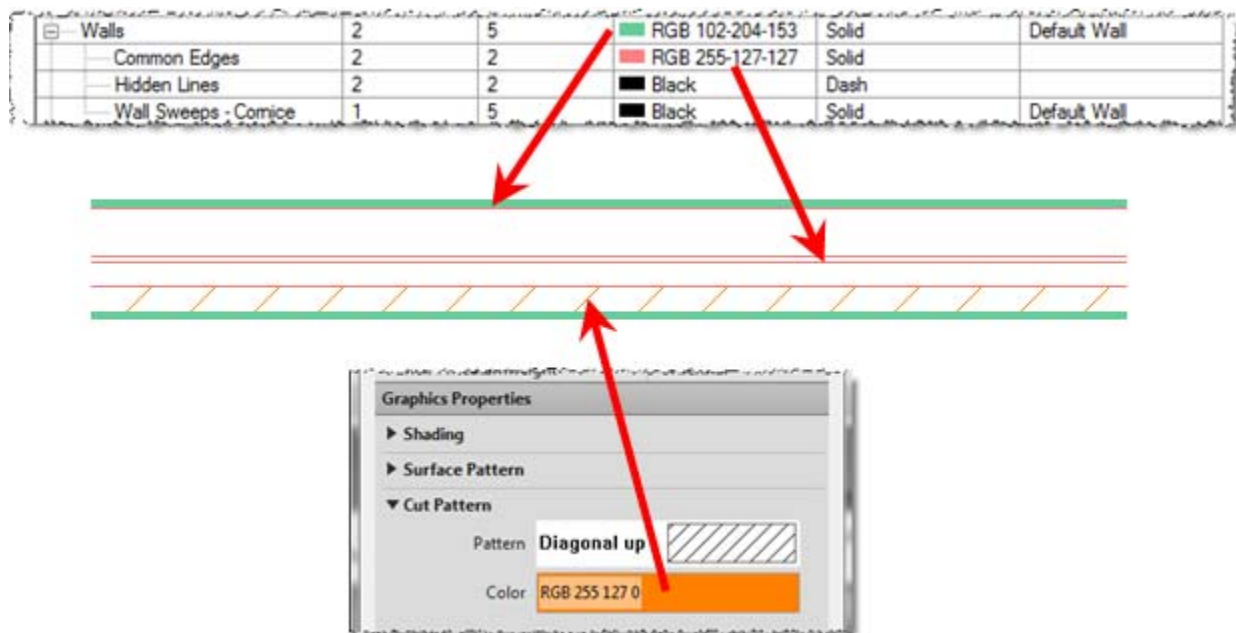 Walls 2 5 RGB 102-204-153 Solid Default Wall
Common Edges 2 2 RGB 255-127-127 Solid
Hidden Lines 2 2 Black Dash
Wall Sweeps - Cornice 1 5 Black Solid Default Wall
Graphics Properties
Shading
Surface Pattern
Cut Pattern
Pattern Diagonal up
Color RGB 255 127 0